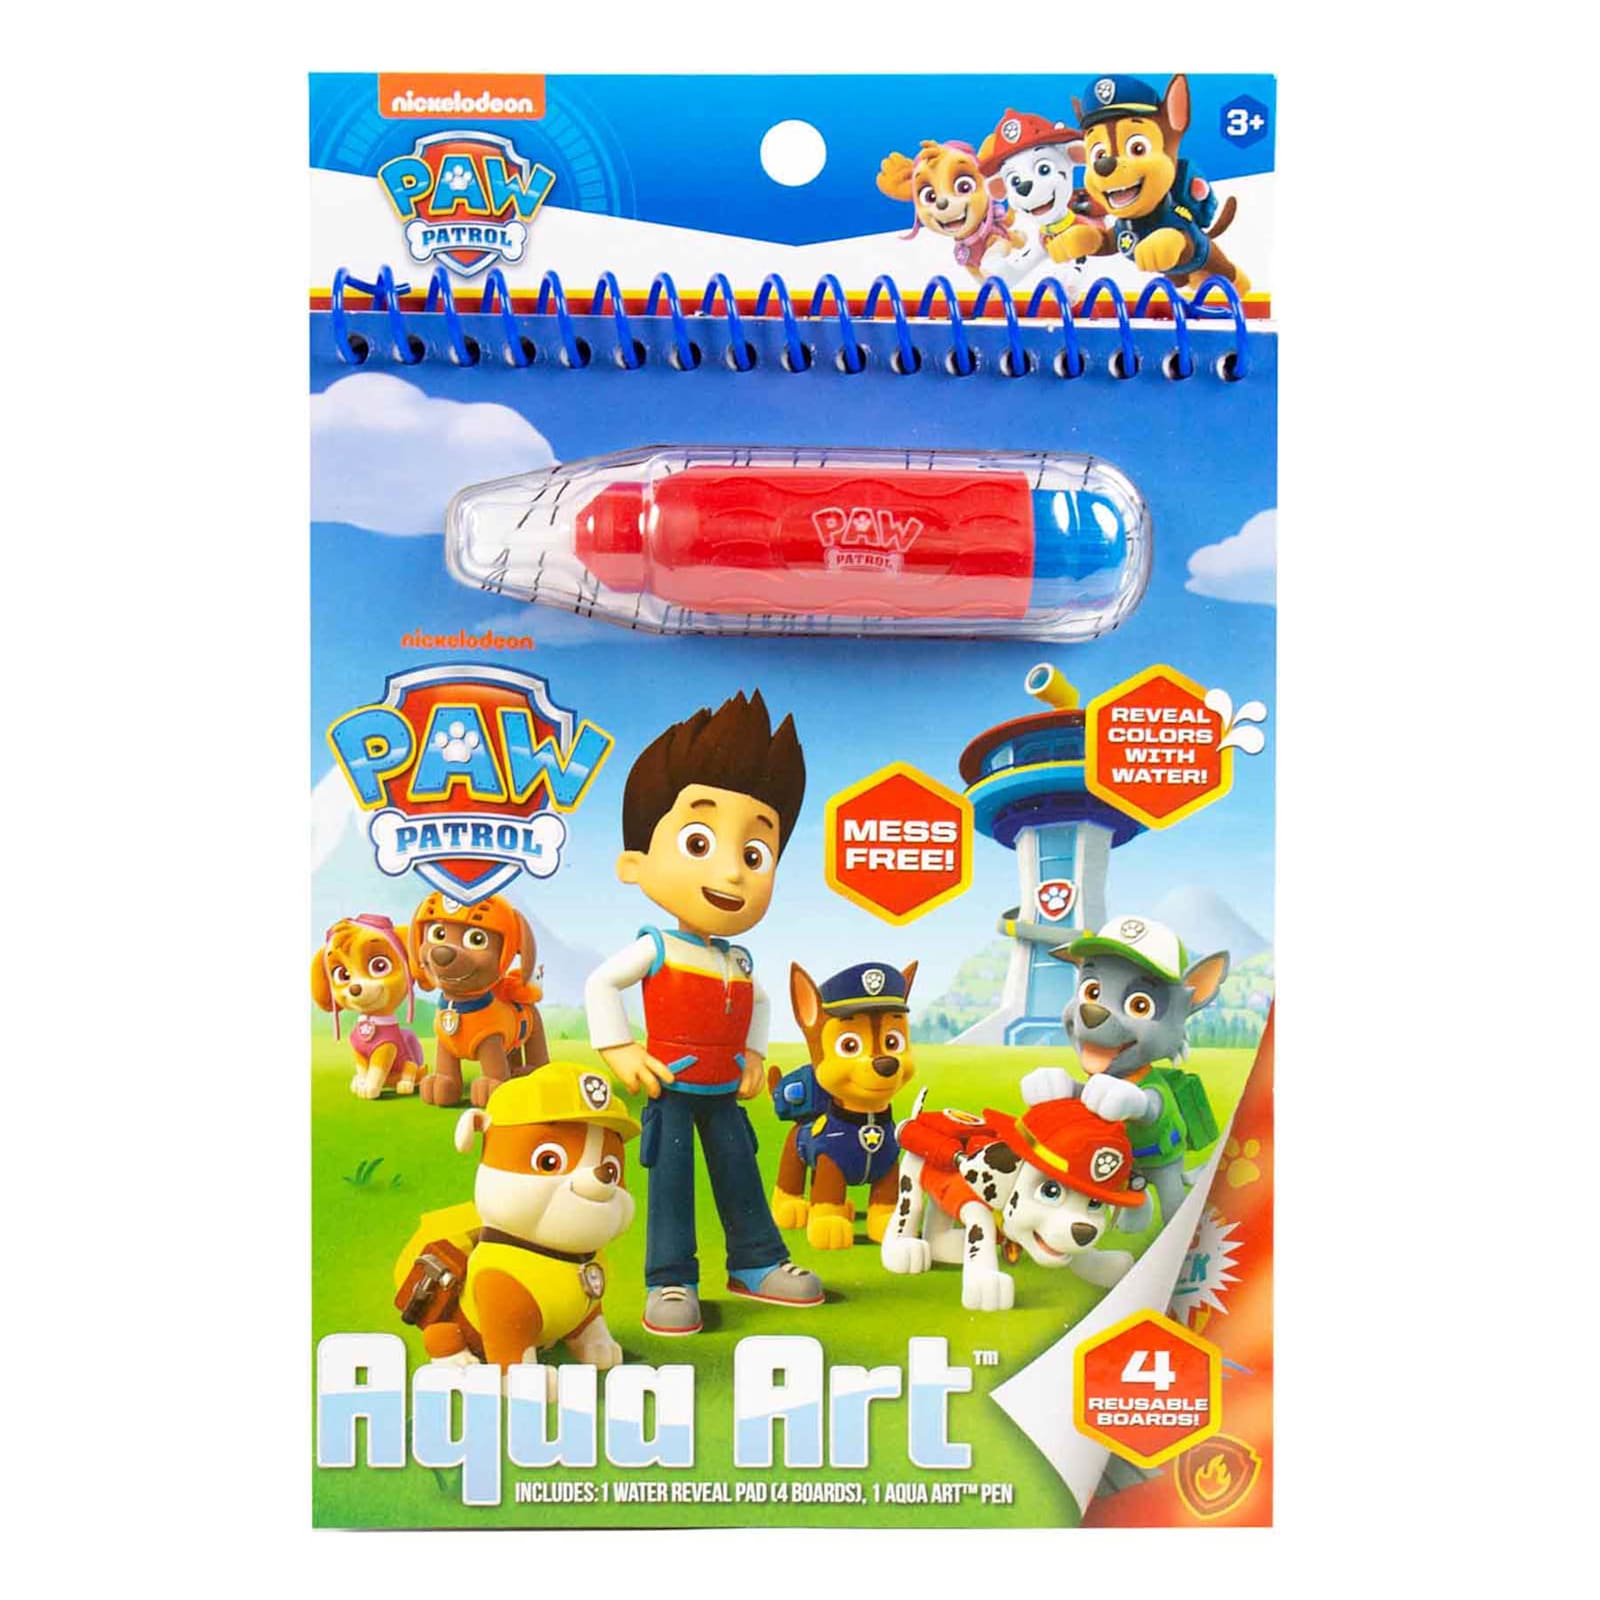 nickelodeon
PAW
PATROL
3+
PAW
PATROL
nickelodeon
PAW
PATROL
REVEAL
COLORS
WITH
WATER!
MESS
FREE!
4
REUSABLE
BOARDS!
Aqua Art™
INCLUDES: 1 WATER REVEAL PAD (4 BOARDS), 1 AQUA ART™ PEN